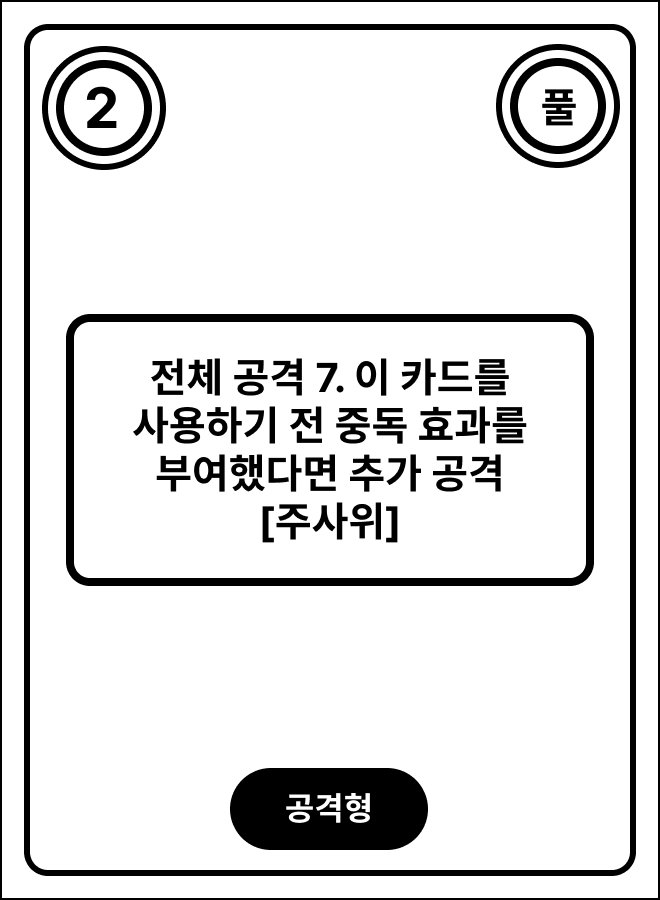 2
풀
전체 공격 7. 이 카드를
사용하기 전 중독 효과를
부여했다면 추가 공격
[주사위]
공격형